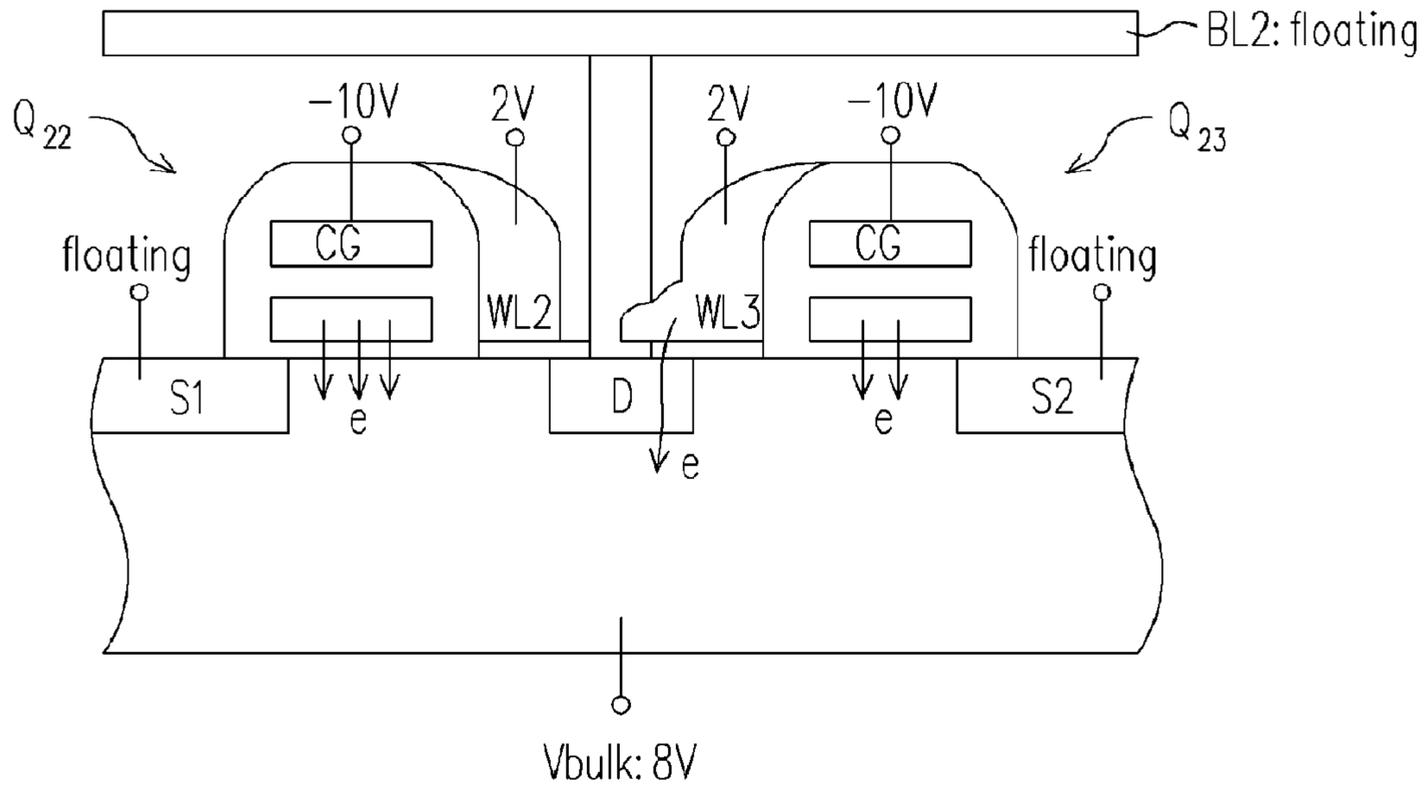 BL2: floating
Q22
-10V
2V
2V
-10V
Q23
floating
CG
CG
floating
WL2
WL3
S1
D
S2
e
e
e
Vbulk: 8V